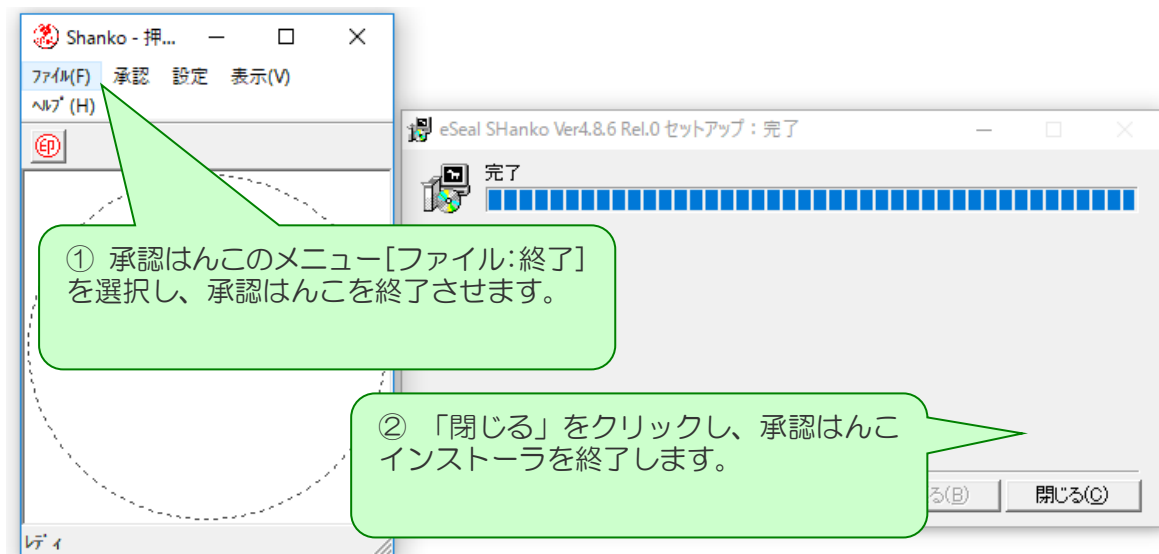 Shanko - 押...
ﾌｧｲﾙ(F) 承認 設定 表示(V)
ﾍﾙﾌﾟ(H)
印
eSeal SHanko Ver4.8.6 Rel.0 セットアップ：完了
完了
① 承認はんこのメニュー[ファイル:終了]
を選択し、承認はんこを終了させます。
② 「閉じる」をクリックし、承認はんこ
インストーラを終了します。
る(B)
閉じる(C)
ﾚﾃﾞｨ